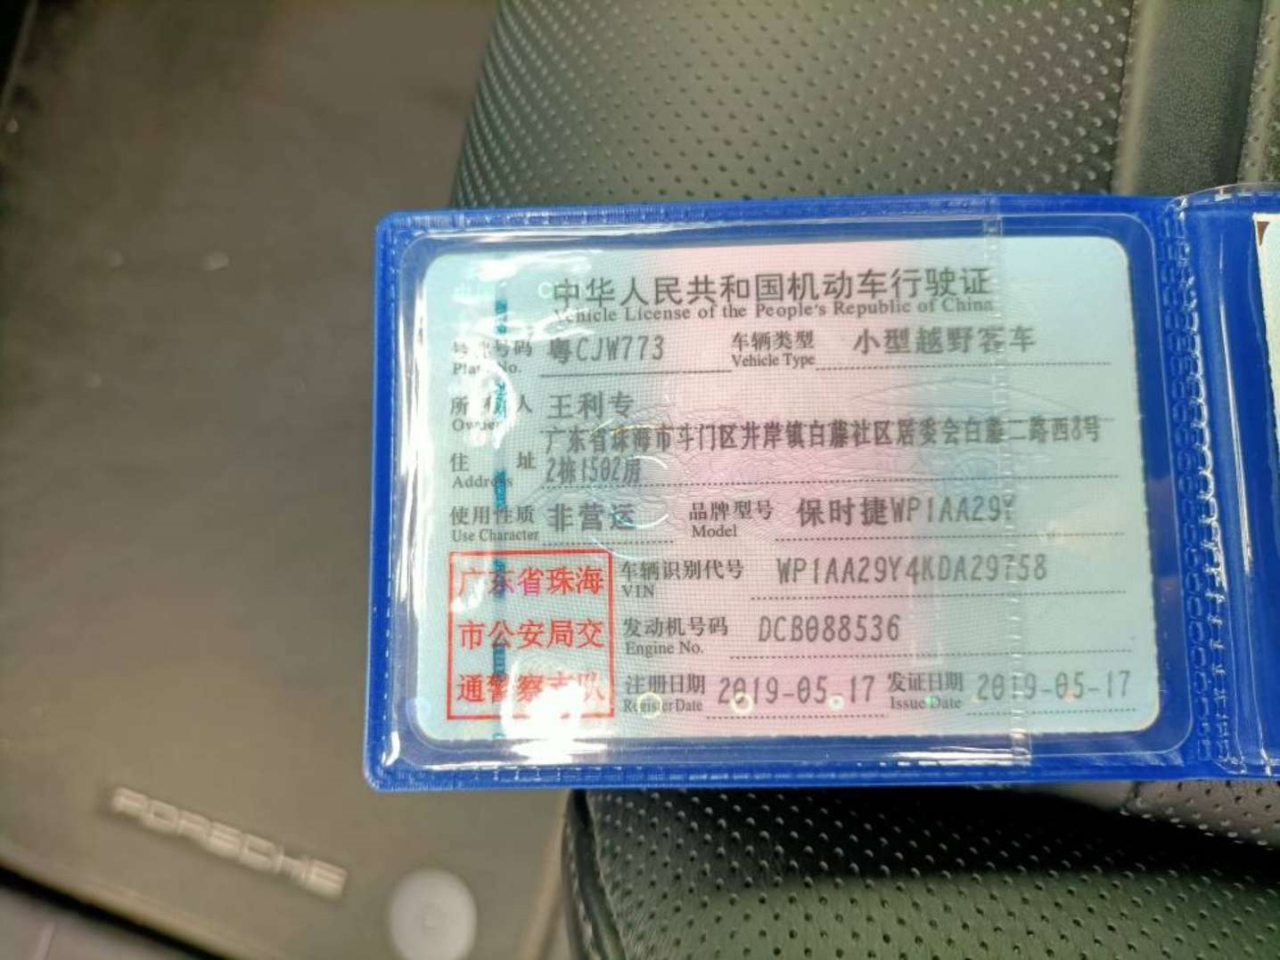 中华人民共和国机动车行驶证
Vehicle License of the People's Republic of China
号码 粤CJW773 车辆类型 小型越野客车
Plate No. Vehicle Type
所有人 王利专
Owner
广东省珠海市斗门区井岸镇白藤社区居委会白藤二路西8号
住址 2栋1502房
Address
使用性质 非营运 品牌型号 保时捷WP1AA29Y
Use Character Model
广东省珠海 车辆识别代号 WP1AA29Y4KDA29758
VIN
市公安局交 发动机号码 DCB088536
Engine No.
通警察支队 注册日期 2019-05-17 发证日期 2019-05-17
Register Date Issue Date
PORSCHE